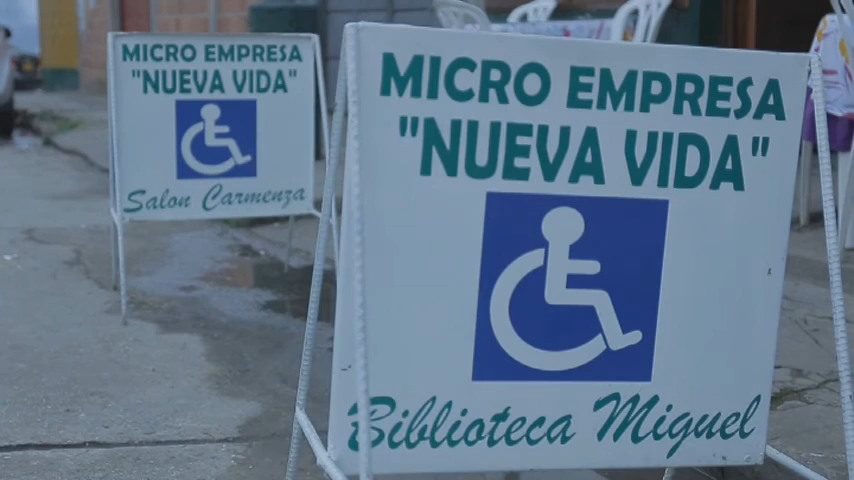 MICRO EMPRESA
"NUEVA VIDA"
Salon Carmenza
MICRO EMPRESA
"NUEVA VIDA"
Biblioteca Miguel